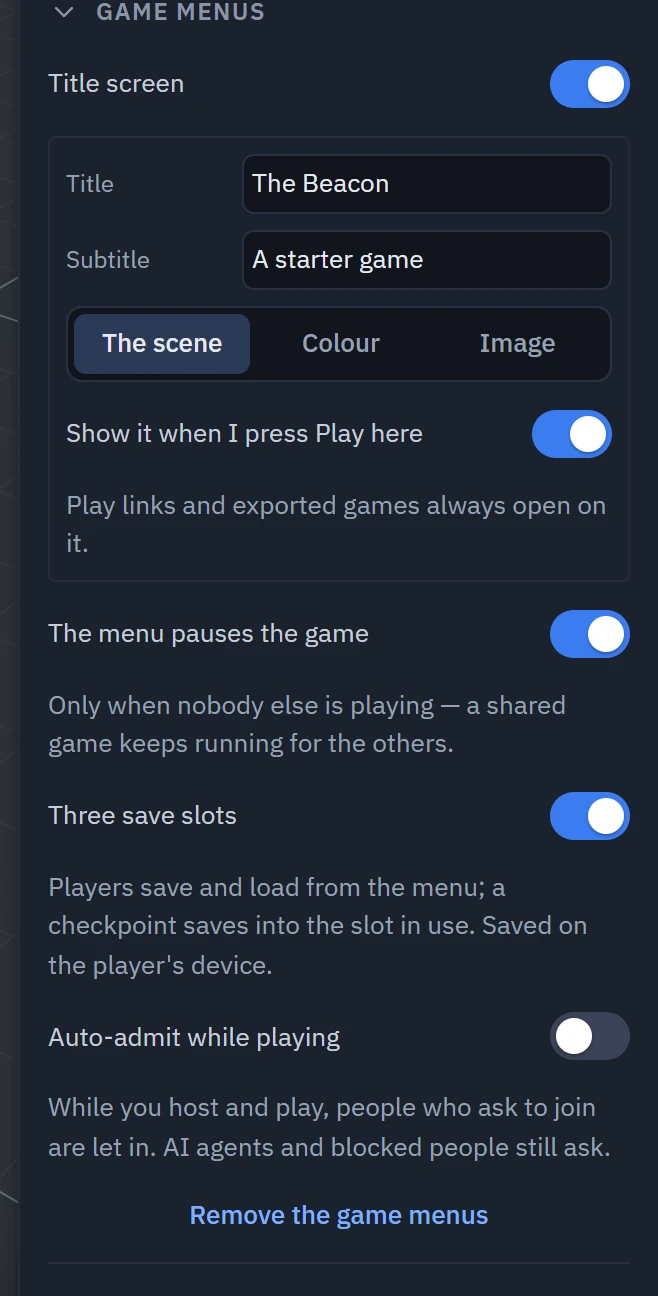 GAME MENUS
Title screen
Title
The Beacon
Subtitle
A starter game
The scene
Colour
Image
Show it when I press Play here
Play links and exported games always open on
it.
The menu pauses the game
Only when nobody else is playing — a shared
game keeps running for the others.
Three save slots
Players save and load from the menu; a
checkpoint saves into the slot in use. Saved on
the player's device.
Auto-admit while playing
While you host and play, people who ask to join
are let in. AI agents and blocked people still ask.
Remove the game menus